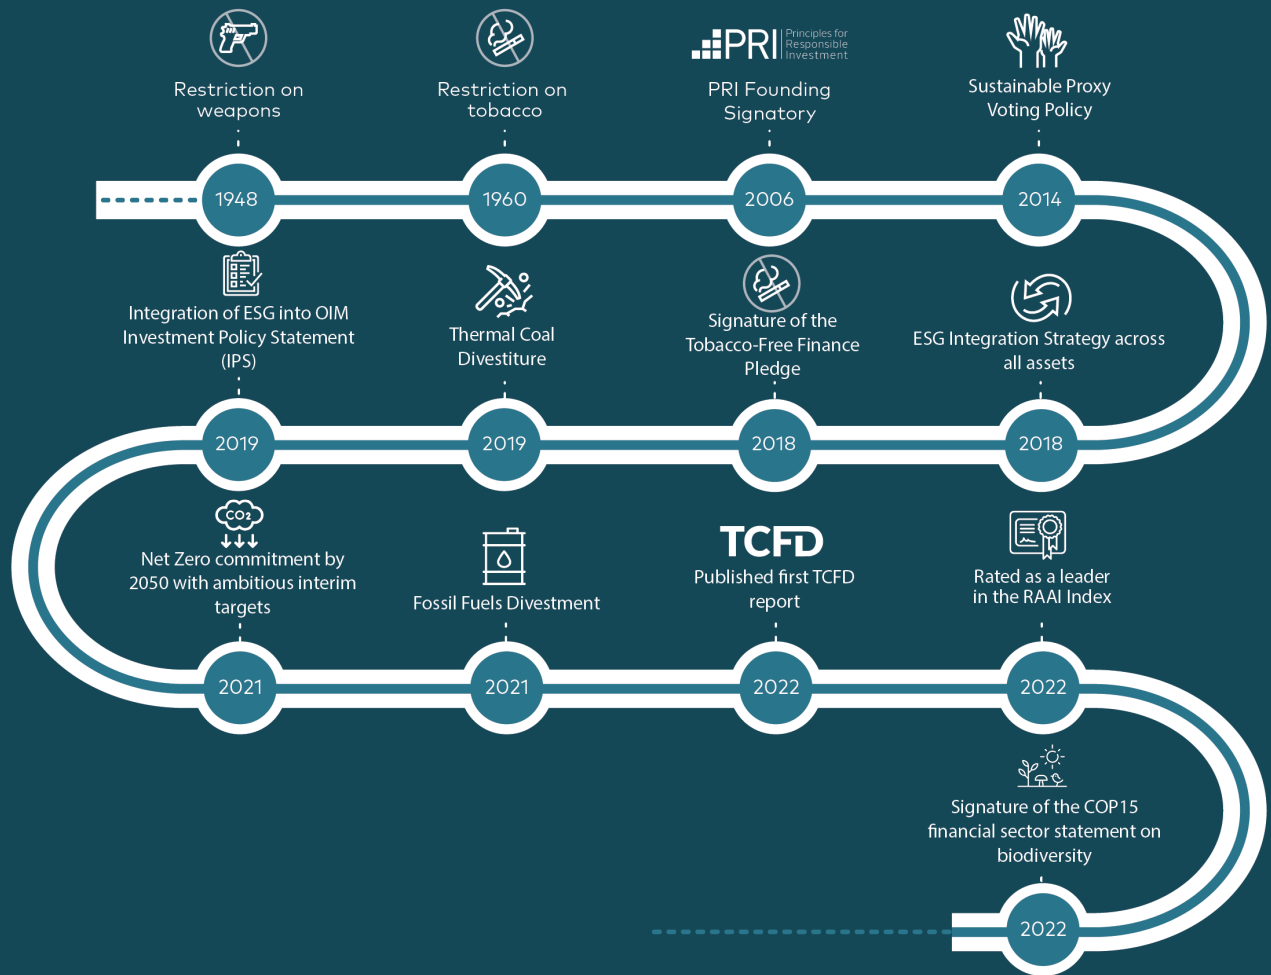 PRI
Principles for
Responsible
Investment
Restriction on
weapons
Restriction on
tobacco
PRI Founding
Signatory
Sustainable Proxy
Voting Policy
1948
1960
2006
2014
Integration of ESG into OIM
Investment Policy Statement
(IPS)
Thermal Coal
Divestiture
Signature of the
Tobacco-Free Finance
Pledge
ESG Integration Strategy across
all assets
2019
2019
2018
2018
CO2
Net Zero commitment by
2050 with ambitious interim
targets
Fossil Fuels Divestment
TCFD
Published first TCFD
report
Rated as a leader
in the RAAI Index
2021
2021
2022
2022
Signature of the COP15
financial sector statement on
biodiversity
2022